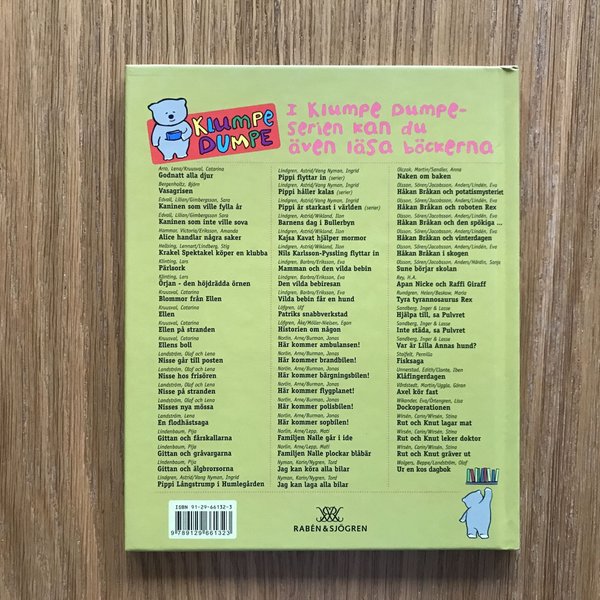 KLUMPE
DUMPE
I Klumpe Dumpe-
serien kan du
även läsa böckerna
Arro, Lena/Kruusval, Catarina
Godnatt alla djur
Bergenholtz, Björn
Vasagrisen
Edvall, Lilian/Gimbergsson, Sara
Kaninen som ville fylla år
Edvall, Lilian/Gimbergsson Sara
Kaninen som inte ville sova
Hammar, Victoria/Eriksson, Amanda
Alice handlar några saker
Hellsing, Lennart/Lindberg, Stig
Krakel Spektakel köper en klubba
Klinting, Lars
Pärisork
Klinting, Lars
Örjan - den höjdrädda örnen
Kruusval, Catarina
Blommor från Ellen
Kruusval, Catarina
Ellen
Kruusval, Catarina
Ellen på stranden
Kruusval, Catarina
Ellens boll
Landström, Olof och Lena
Nisse går till posten
Landström, Olof och Lena
Nisse hos frisören
Landström, Olof och Lena
Nisse på stranden
Landström, Olof och Lena
Nisses nya mössa
Landström, Olof och Lena
En flodhästsaga
Lindenbaum, Pija
Gittan och fårskallarna
Lindenbaum, Pija
Gittan och gråvargarna
Lindenbaum, Pija
Gittan och älgbrorsorna
Lindgren, Astrid/Vang Nyman, Ingrid
Pippi Långstrump i Humlegården
Lindgren, Astrid/Vang Nyman, Ingrid
Pippi flyttar in (serier)
Lindgren, Astrid/Vang Nyman, Ingrid
Pippi håller kalas (serier)
Lindgren, Astrid/Vang Nyman, Ingrid
Pippi är starkast i världen (serier)
Lindgren, Astrid/Wikland, Ilon
Barnens dag i Bullerbyn
Lindgren, Astrid/Wikland, Ilon
Kajsa Kavat hjälper mormor
Lindgren, Astrid/Wikland, Ilon
Nils Karlsson-Pyssling flyttar in
Lindgren, Barbro/Eriksson, Eva
Mamman och den vilda bebin
Lindgren, Barbro/Eriksson, Eva
Den vilda bebiresan
Lindgren, Barbro/Eriksson, Eva
Vilda bebin får en hund
Löfgren, Ulf
Patriks snabbverkstad
Löfgren, Åke/Möller-Nielsen, Egon
Historien om någon
Norlin, Arne/Burman, Jonas
Här kommer ambulansen!
Norlin, Arne/Burman, Jonas
Här kommer brandbilen!
Norlin, Arne/Burman, Jonas
Här kommer bärgningsbilen!
Norlin, Arne/Burman, Jonas
Här kommer flygplanet!
Norlin, Arne/Burman, Jonas
Här kommer polisbilen!
Norlin, Arne/Burman, Jonas
Här kommer sopbilen!
Norlin, Arne/Lepp, Mati
Familjen Nalle går i ide
Norlin, Arne/Lepp, Mati
Familjen Nalle plockar blåbär
Nyman, Karin/Nygren, Tord
Jag kan köra alla bilar
Nyman, Karin/Nygren, Tord
Jag kan laga alla bilar
Olczak, Martin/Sandler, Anna
Naken om baken
Olsson, Sören/Jacobsson, Anders/Lindén, Eva
Håkan Bråkan och potatismysteriet
Olsson, Sören/Jacobsson, Anders/Lindén, Eva
Håkan Bråkan och roboten Rex
Olsson, Sören/Jacobsson, Anders/Lindén, Eva
Håkan Bråkan och den spökiga ...
Olsson, Sören/Jacobsson, Anders/Lindén, Eva
Håkan Bråkan och vinterdagen
Olsson, Sören/Jacobsson, Anders/Lindén, Eva
Håkan Bråkan i skogen
Olsson, Sören/Jacobsson, Anders/Härdin, Sonja
Sune börjar skolan
Rey, H.A.
Apan Nicke och Raffi Giraff
Rundgren, Helen/Beskow, Maria
Tyra tyrannosaurus Rex
Sandberg, Inger & Lasse
Hjälpa till, sa Pulvret
Sandberg, Inger & Lasse
Inte städa, sa Pulvret
Sandberg, Inger & Lasse
Var är Lilla Annas hund?
Stalfelt, Pernilla
Fisksaga
Unnerstad, Edith/Clante, Iben
Klåfingerdagen
Vårdstedt, Martin/Uggla, Göran
Axel kör fast
Wikander, Eva/Örtengren, Lisa
Dockoperationen
Wirsén, Carin/Wirsén, Stina
Rut och Knut lagar mat
Wirsén, Carin/Wirsén, Stina
Rut och Knut leker doktor
Wirsén, Carin/Wirsén, Stina
Rut och Knut gräver ut
Wolgers, Beppe/Landström, Olof
Ur en kos dagbok
ISBN 91-29-66132-3
9 789129 661323
RABÉN & SJÖGREN